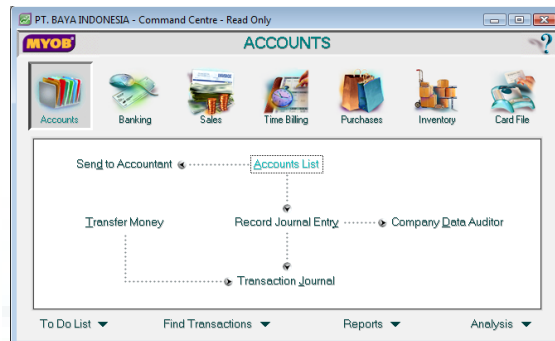 PT. BAYA INDONESIA - Command Centre - Read Only
MYOB
ACCOUNTS
Accounts Banking Sales Time Billing Purchases Inventory Card File
Send to Accountant Accounts List
Transfer Money Record Journal Entry Company Data Auditor
Transaction Journal
To Do List Find Transactions Reports Analysis